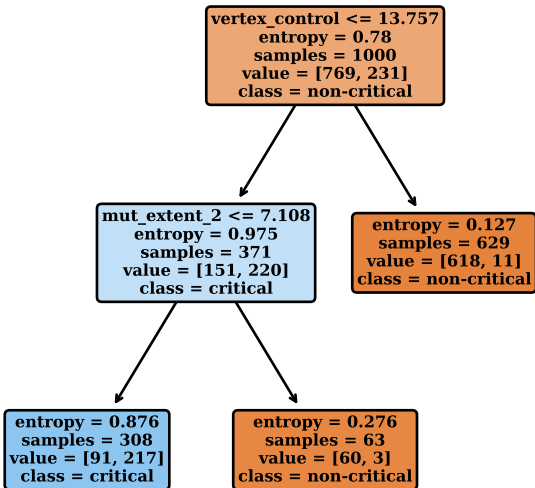 vertex_control <= 13.757
entropy = 0.78
samples = 1000
value = [769, 231]
class = non-critical
mut_extent_2 <= 7.108
entropy = 0.975
samples = 371
value = [151, 220]
class = critical
entropy = 0.127
samples = 629
value = [618, 11]
class = non-critical
entropy = 0.876
samples = 308
value = [91, 217]
class = critical
entropy = 0.276
samples = 63
value = [60, 3]
class = non-critical